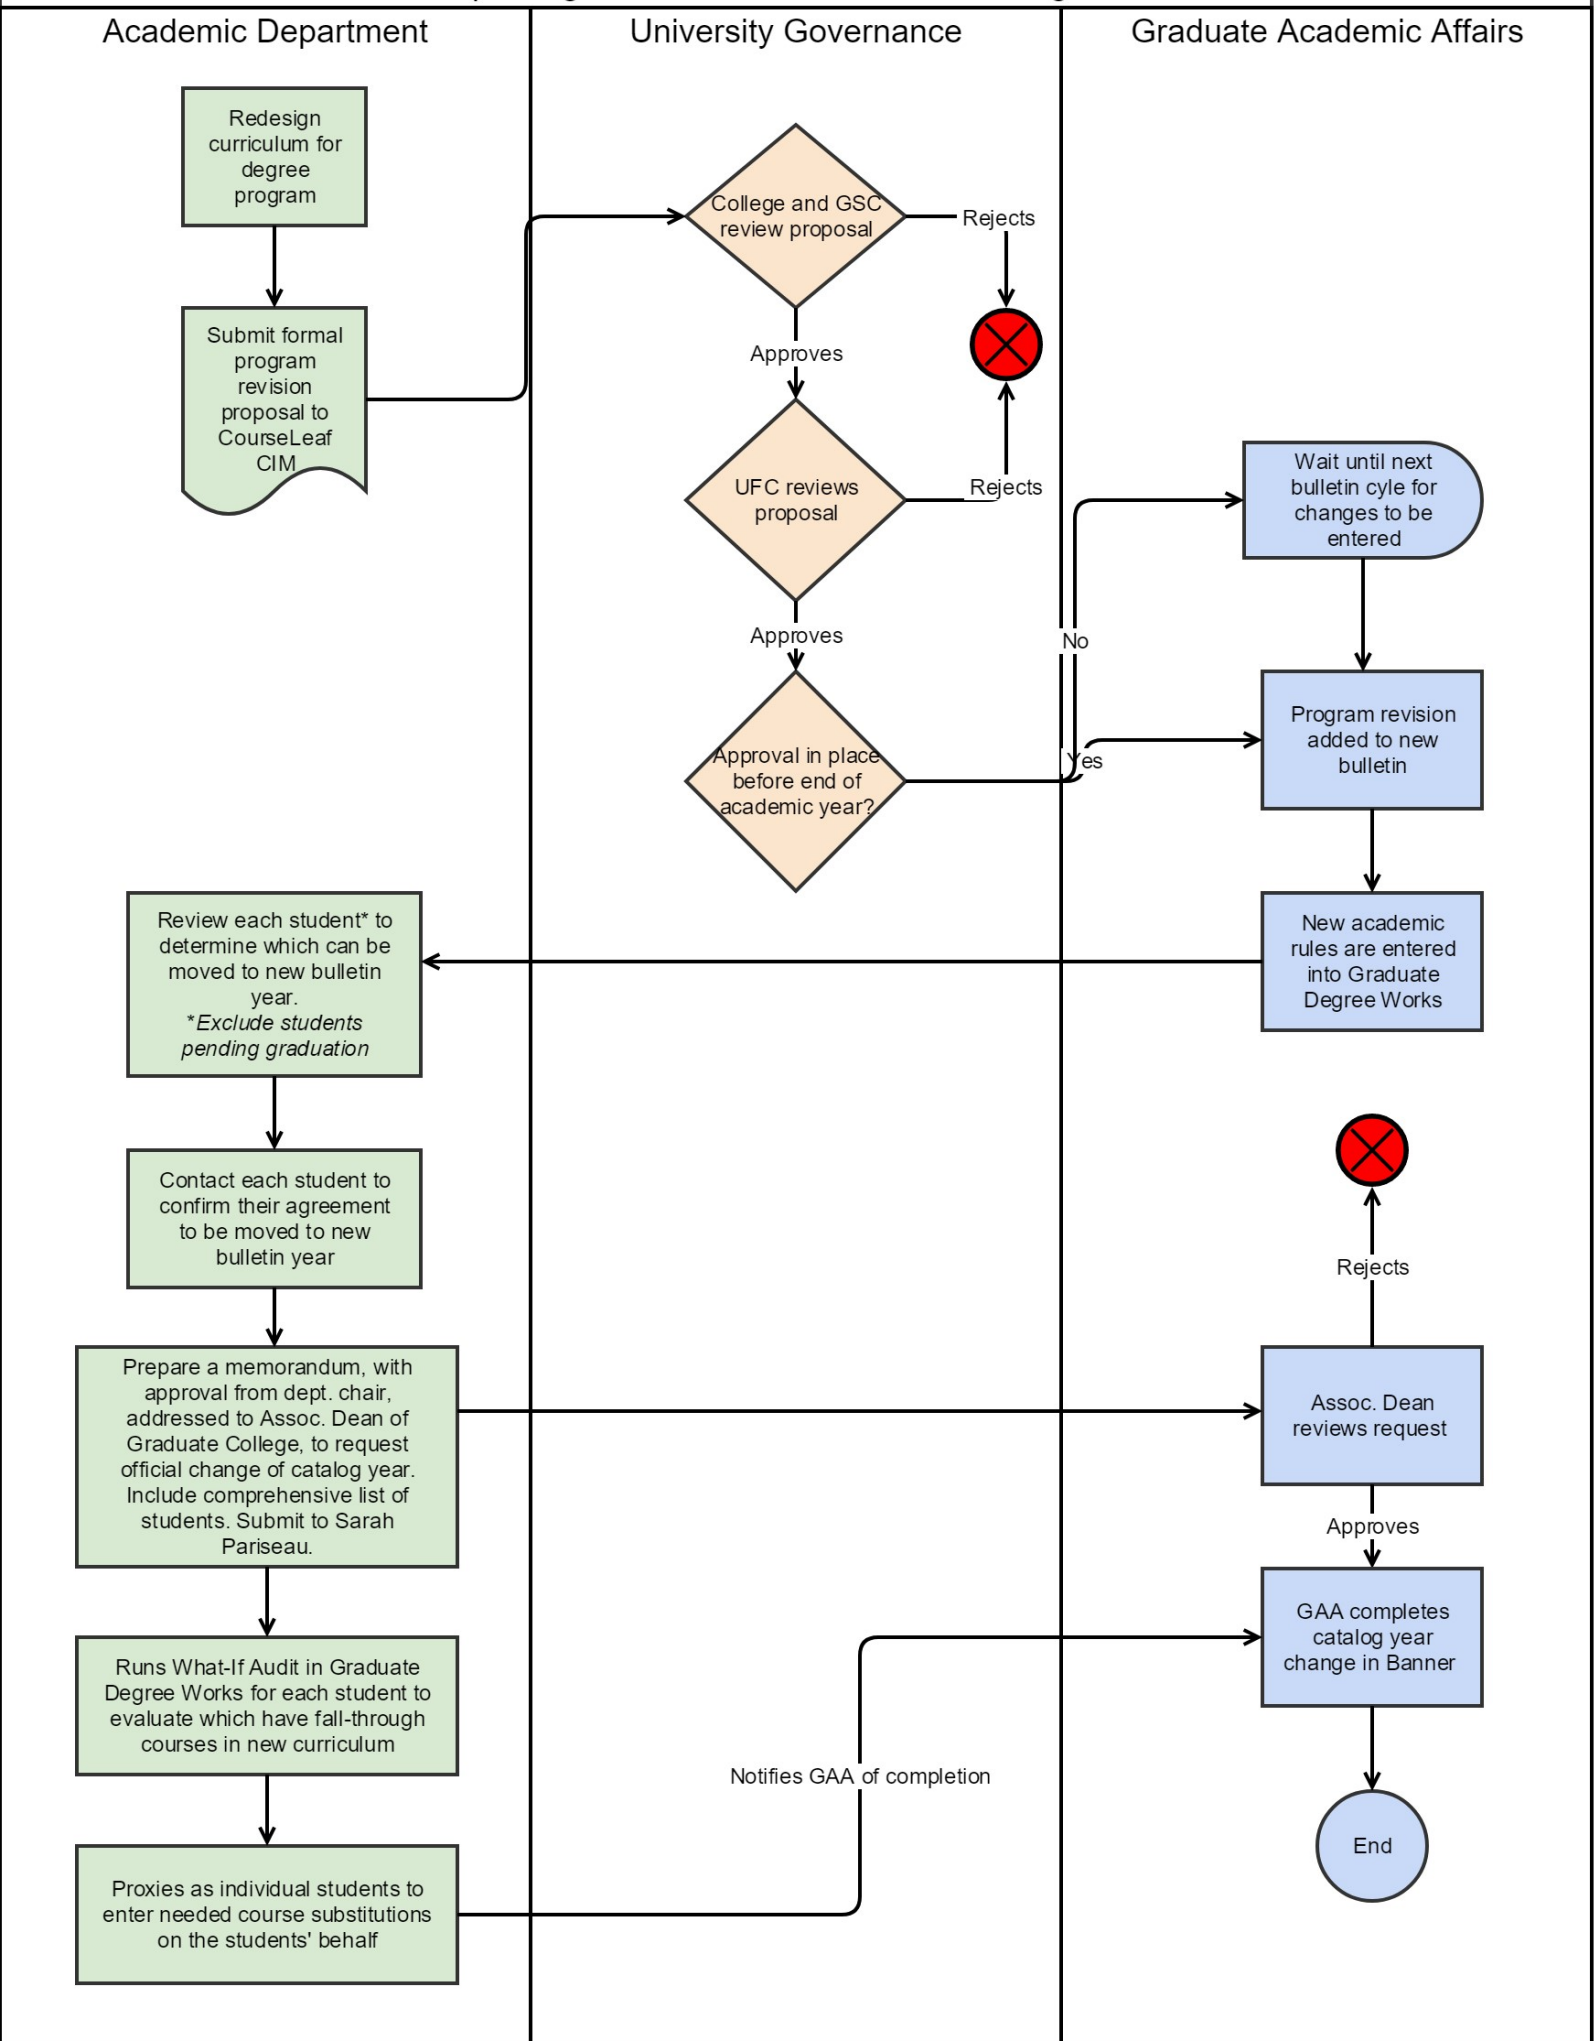 Academic Department
University Governance
Graduate Academic Affairs
Redesign
curriculum for
degree
program
Submit formal
program
revision
proposal to
CourseLeaf
CIM
College and GSC
review proposal
Rejects
Approves
UFC reviews
proposal
Rejects
Approves
Approval in place
before end of
academic year?
No
Yes
Wait until next
bulletin cyle for
changes to be
entered
Program revision
added to new
bulletin
New academic
rules are entered
into Graduate
Degree Works
Review each student* to
determine which can be
moved to new bulletin
year.
*Exclude students
pending graduation
Contact each student to
confirm their agreement
to be moved to new
bulletin year
Prepare a memorandum, with
approval from dept. chair,
addressed to Assoc. Dean of
Graduate College, to request
official change of catalog year.
Include comprehensive list of
students. Submit to Sarah
Pariseau.
Rejects
Assoc. Dean
reviews request
Approves
Runs What-If Audit in Graduate
Degree Works for each student to
evaluate which have fall-through
courses in new curriculum
Proxies as individual students to
enter needed course substitutions
on the students' behalf
Notifies GAA of completion
GAA completes
catalog year
change in Banner
End